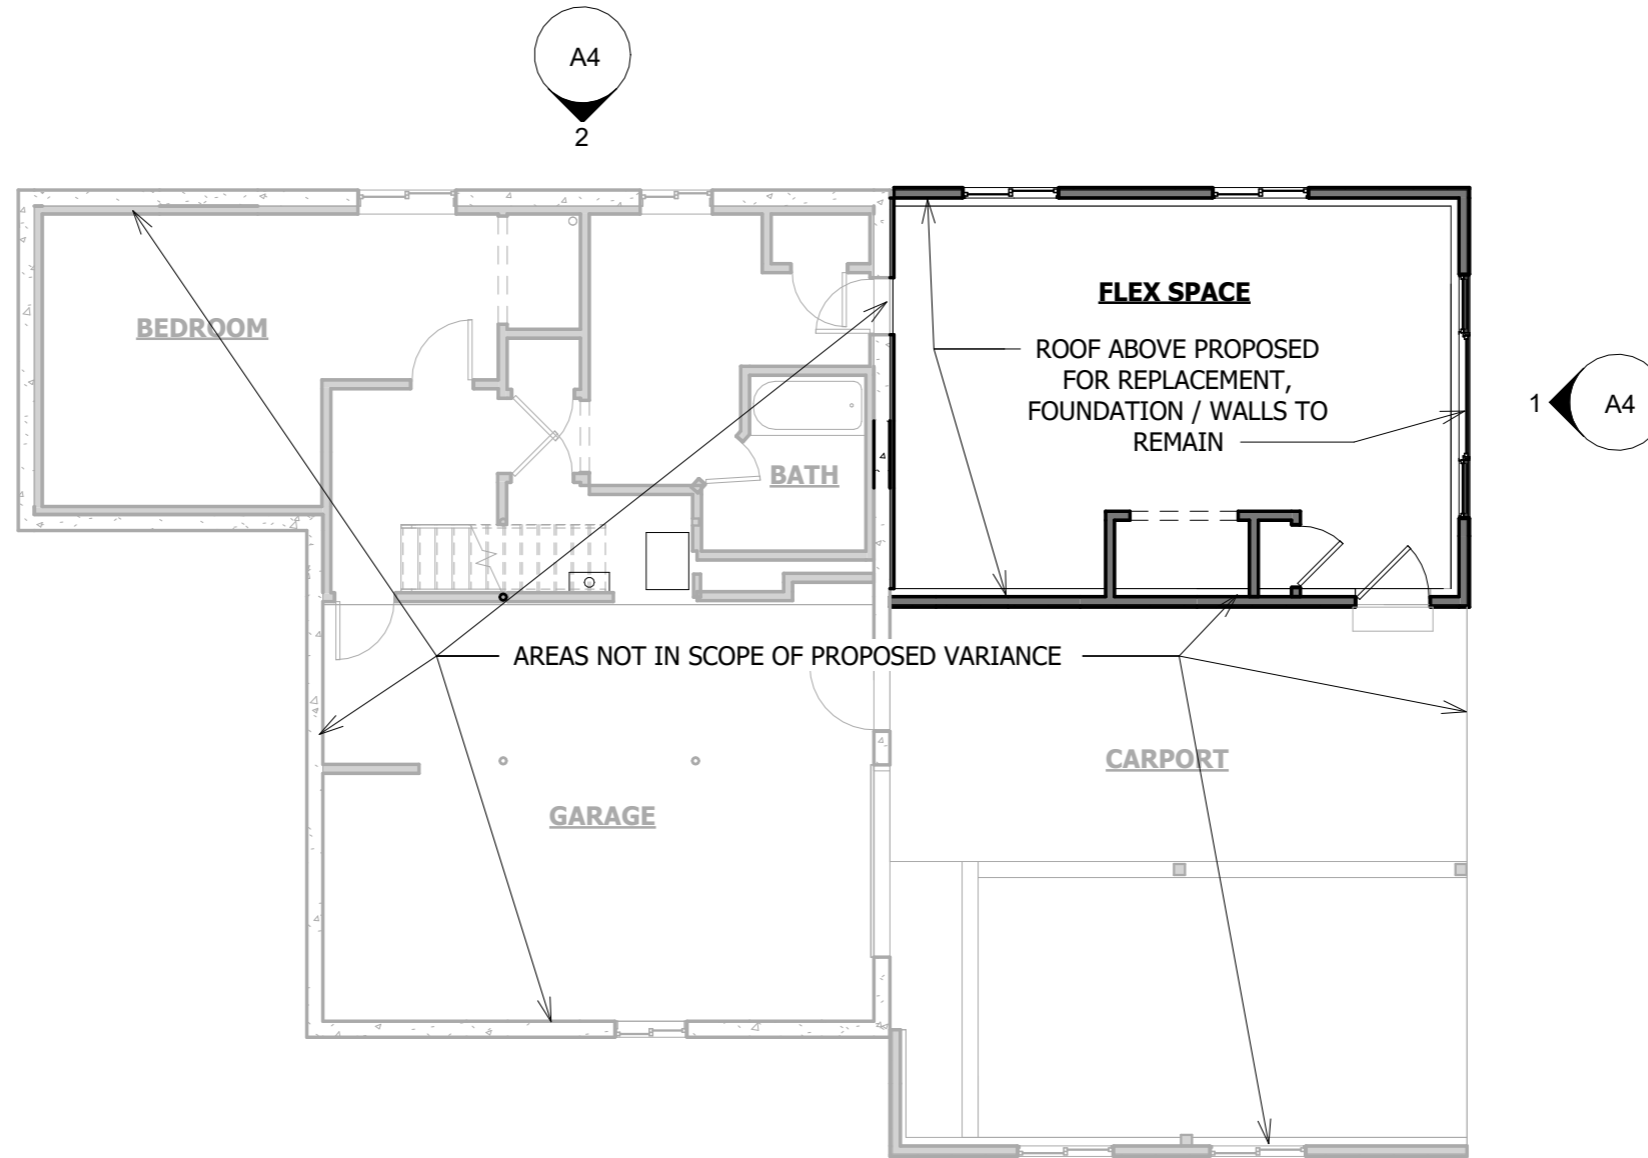 A4
2
FLEX SPACE
BEDROOM
ROOF ABOVE PROPOSED
FOR REPLACEMENT,
FOUNDATION / WALLS TO
REMAIN
1
A4
BATH
AREAS NOT IN SCOPE OF PROPOSED VARIANCE
CARPORT
GARAGE